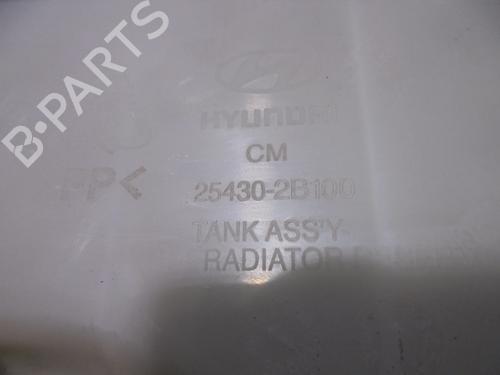 B-PARTS
HYUNDAI
CM
PP<
25430-2B100
TANK ASS'Y-
RADIATOR